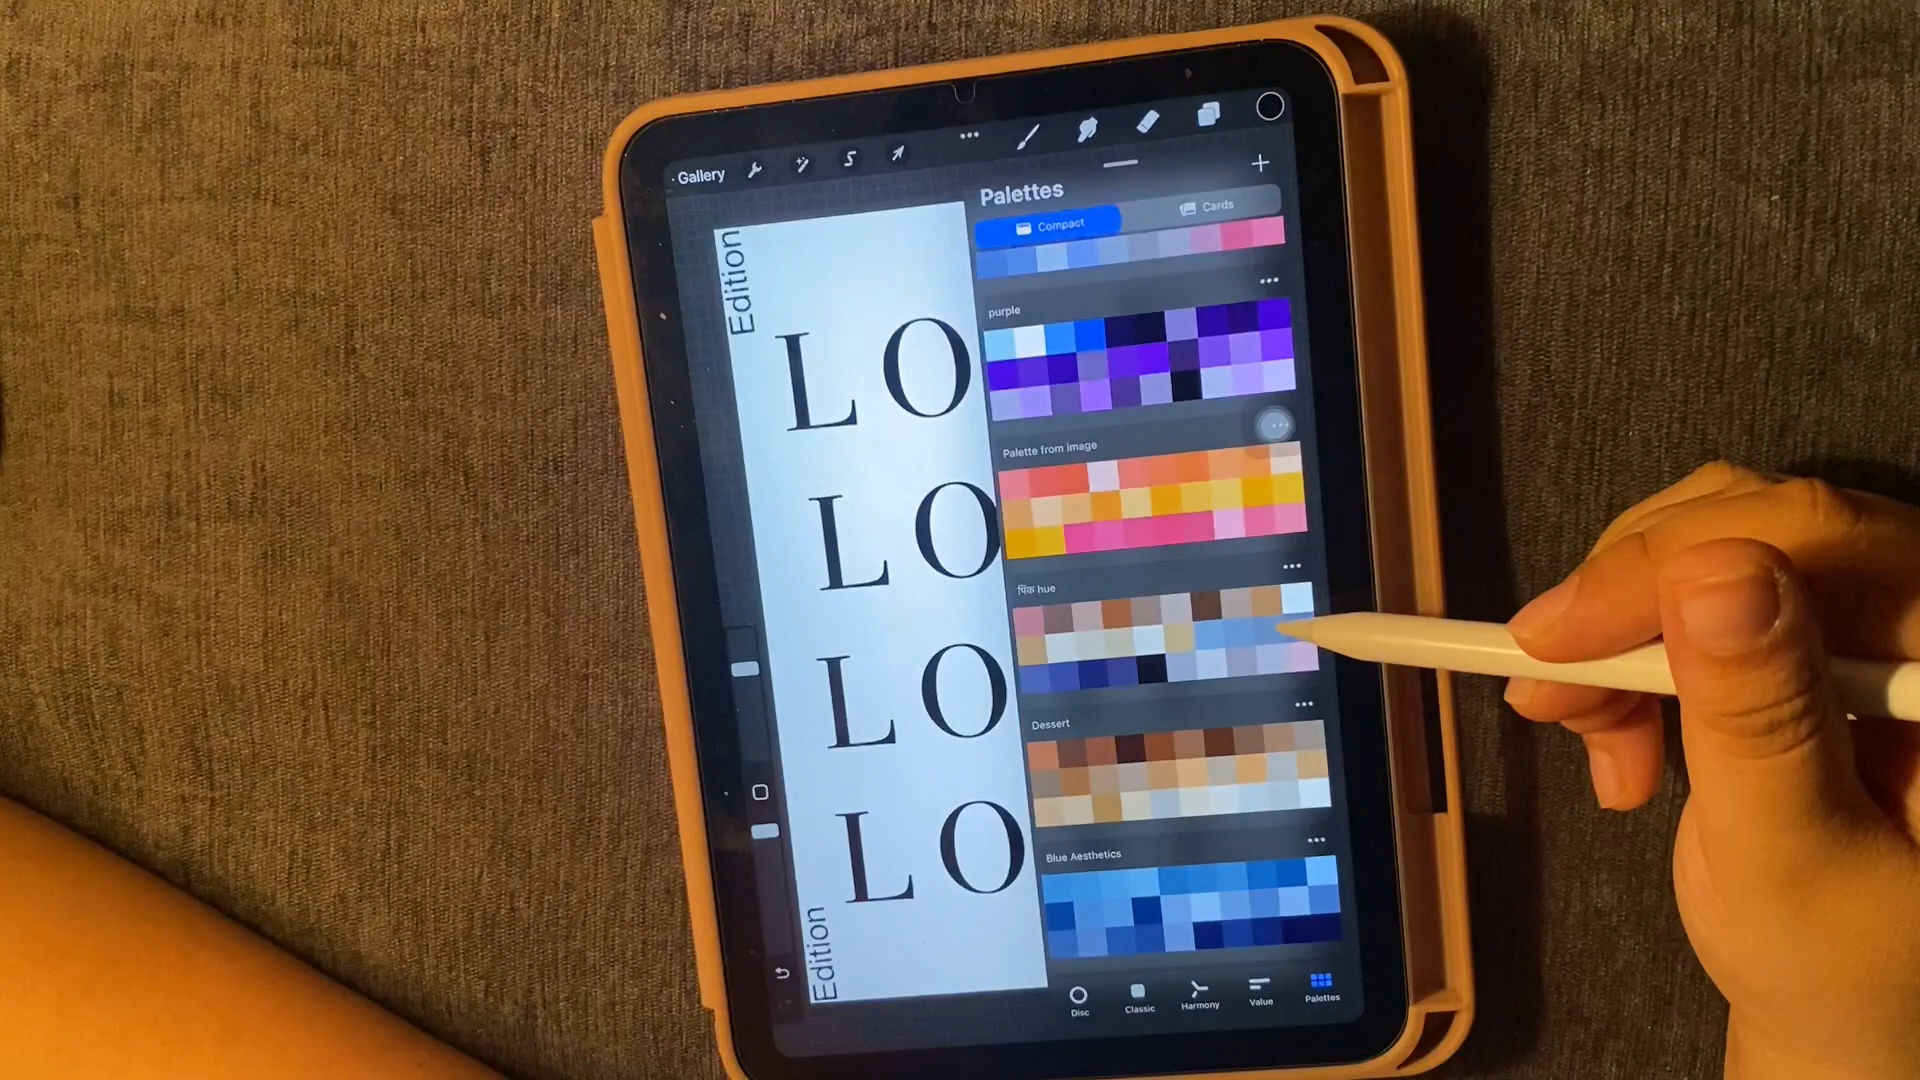 Gallery
Palettes
Compact
Cards
purple
Palette from image
पिंक hue
Dessert
Blue Aesthetics
Disc
Classic
Harmony
Value
Palettes
Edition
LO
LO
LO
LO
Edition